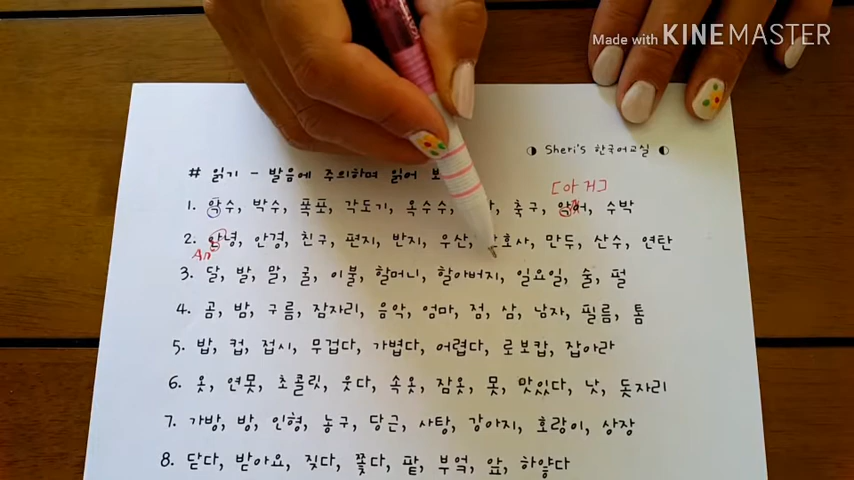 Made with KINEMASTER
Sheri's 한국어교실
# 읽기 - 발음에 주의하며 읽어
[아 거]
1. 악수, 박수, 폭포, 각도기, 옥수수, 축구, 악어, 수박
2. 안녕, 안경, 친구, 편지, 반지, 우산, 만두, 산수, 연탄
An
3. 달, 발, 말, 굴, 이불, 할머니, 할아버지, 일요일, 술, 펄
4. 곰, 밤, 구름, 잠자리, 음악, 엄마, 점, 삼, 남자, 필름, 톰
5. 밥, 컵, 접시, 무겁다, 가볍다, 어렵다, 로보캅, 잡아라
6. 옷, 연못, 초콜릿, 웃다, 속옷, 잠옷, 못, 맛있다, 낫, 돗자리
7. 가방, 방, 인형, 농구, 당근, 사탕, 강아지, 호랑이, 상장
8. 닫다, 받아요, 짖다, 쫓다, 팥, 부엌, 앞, 하얗다